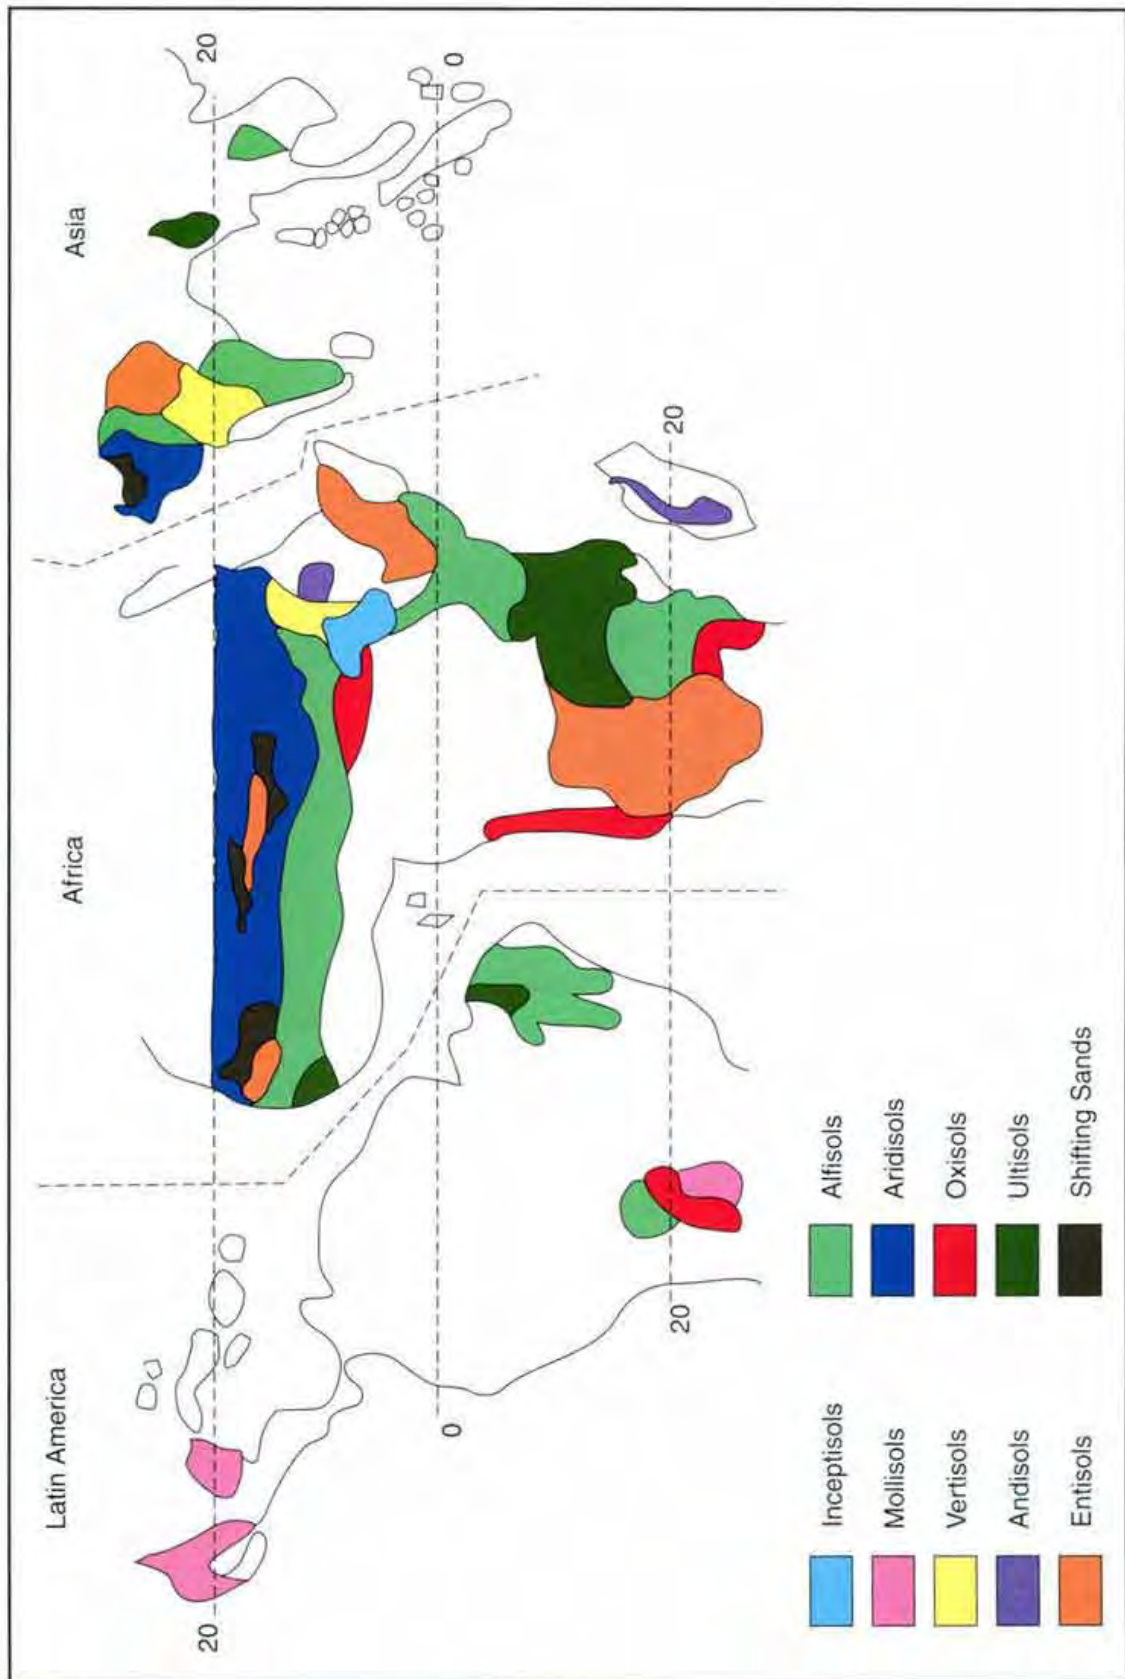 Latin America
Africa
Asia
20
20
0
0
20
20
Inceptisols
Mollisols
Vertisols
Andisols
Entisols
Alfisols
Aridisols
Oxisols
Ultisols
Shifting Sands